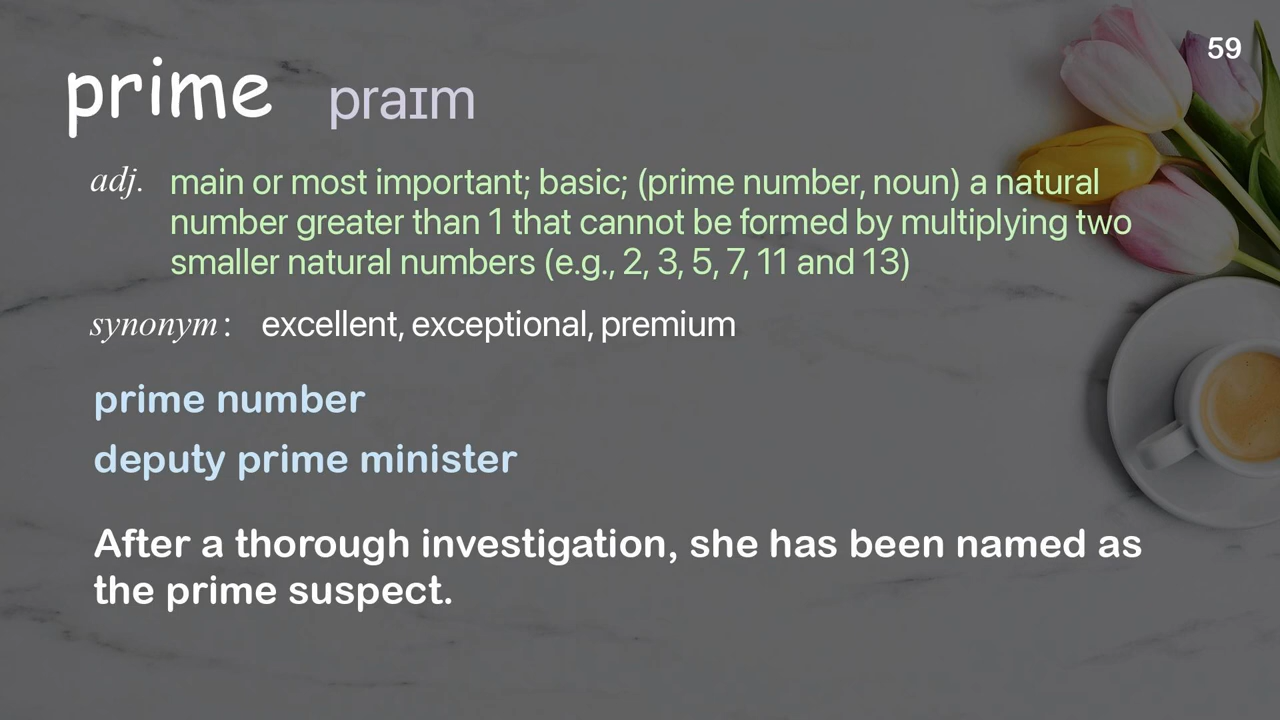 59
prime praɪm
adj. main or most important; basic; (prime number, noun) a natural
number greater than 1 that cannot be formed by multiplying two
smaller natural numbers (e.g., 2, 3, 5, 7, 11 and 13)
synonym: excellent, exceptional, premium
prime number
deputy prime minister
After a thorough investigation, she has been named as
the prime suspect.